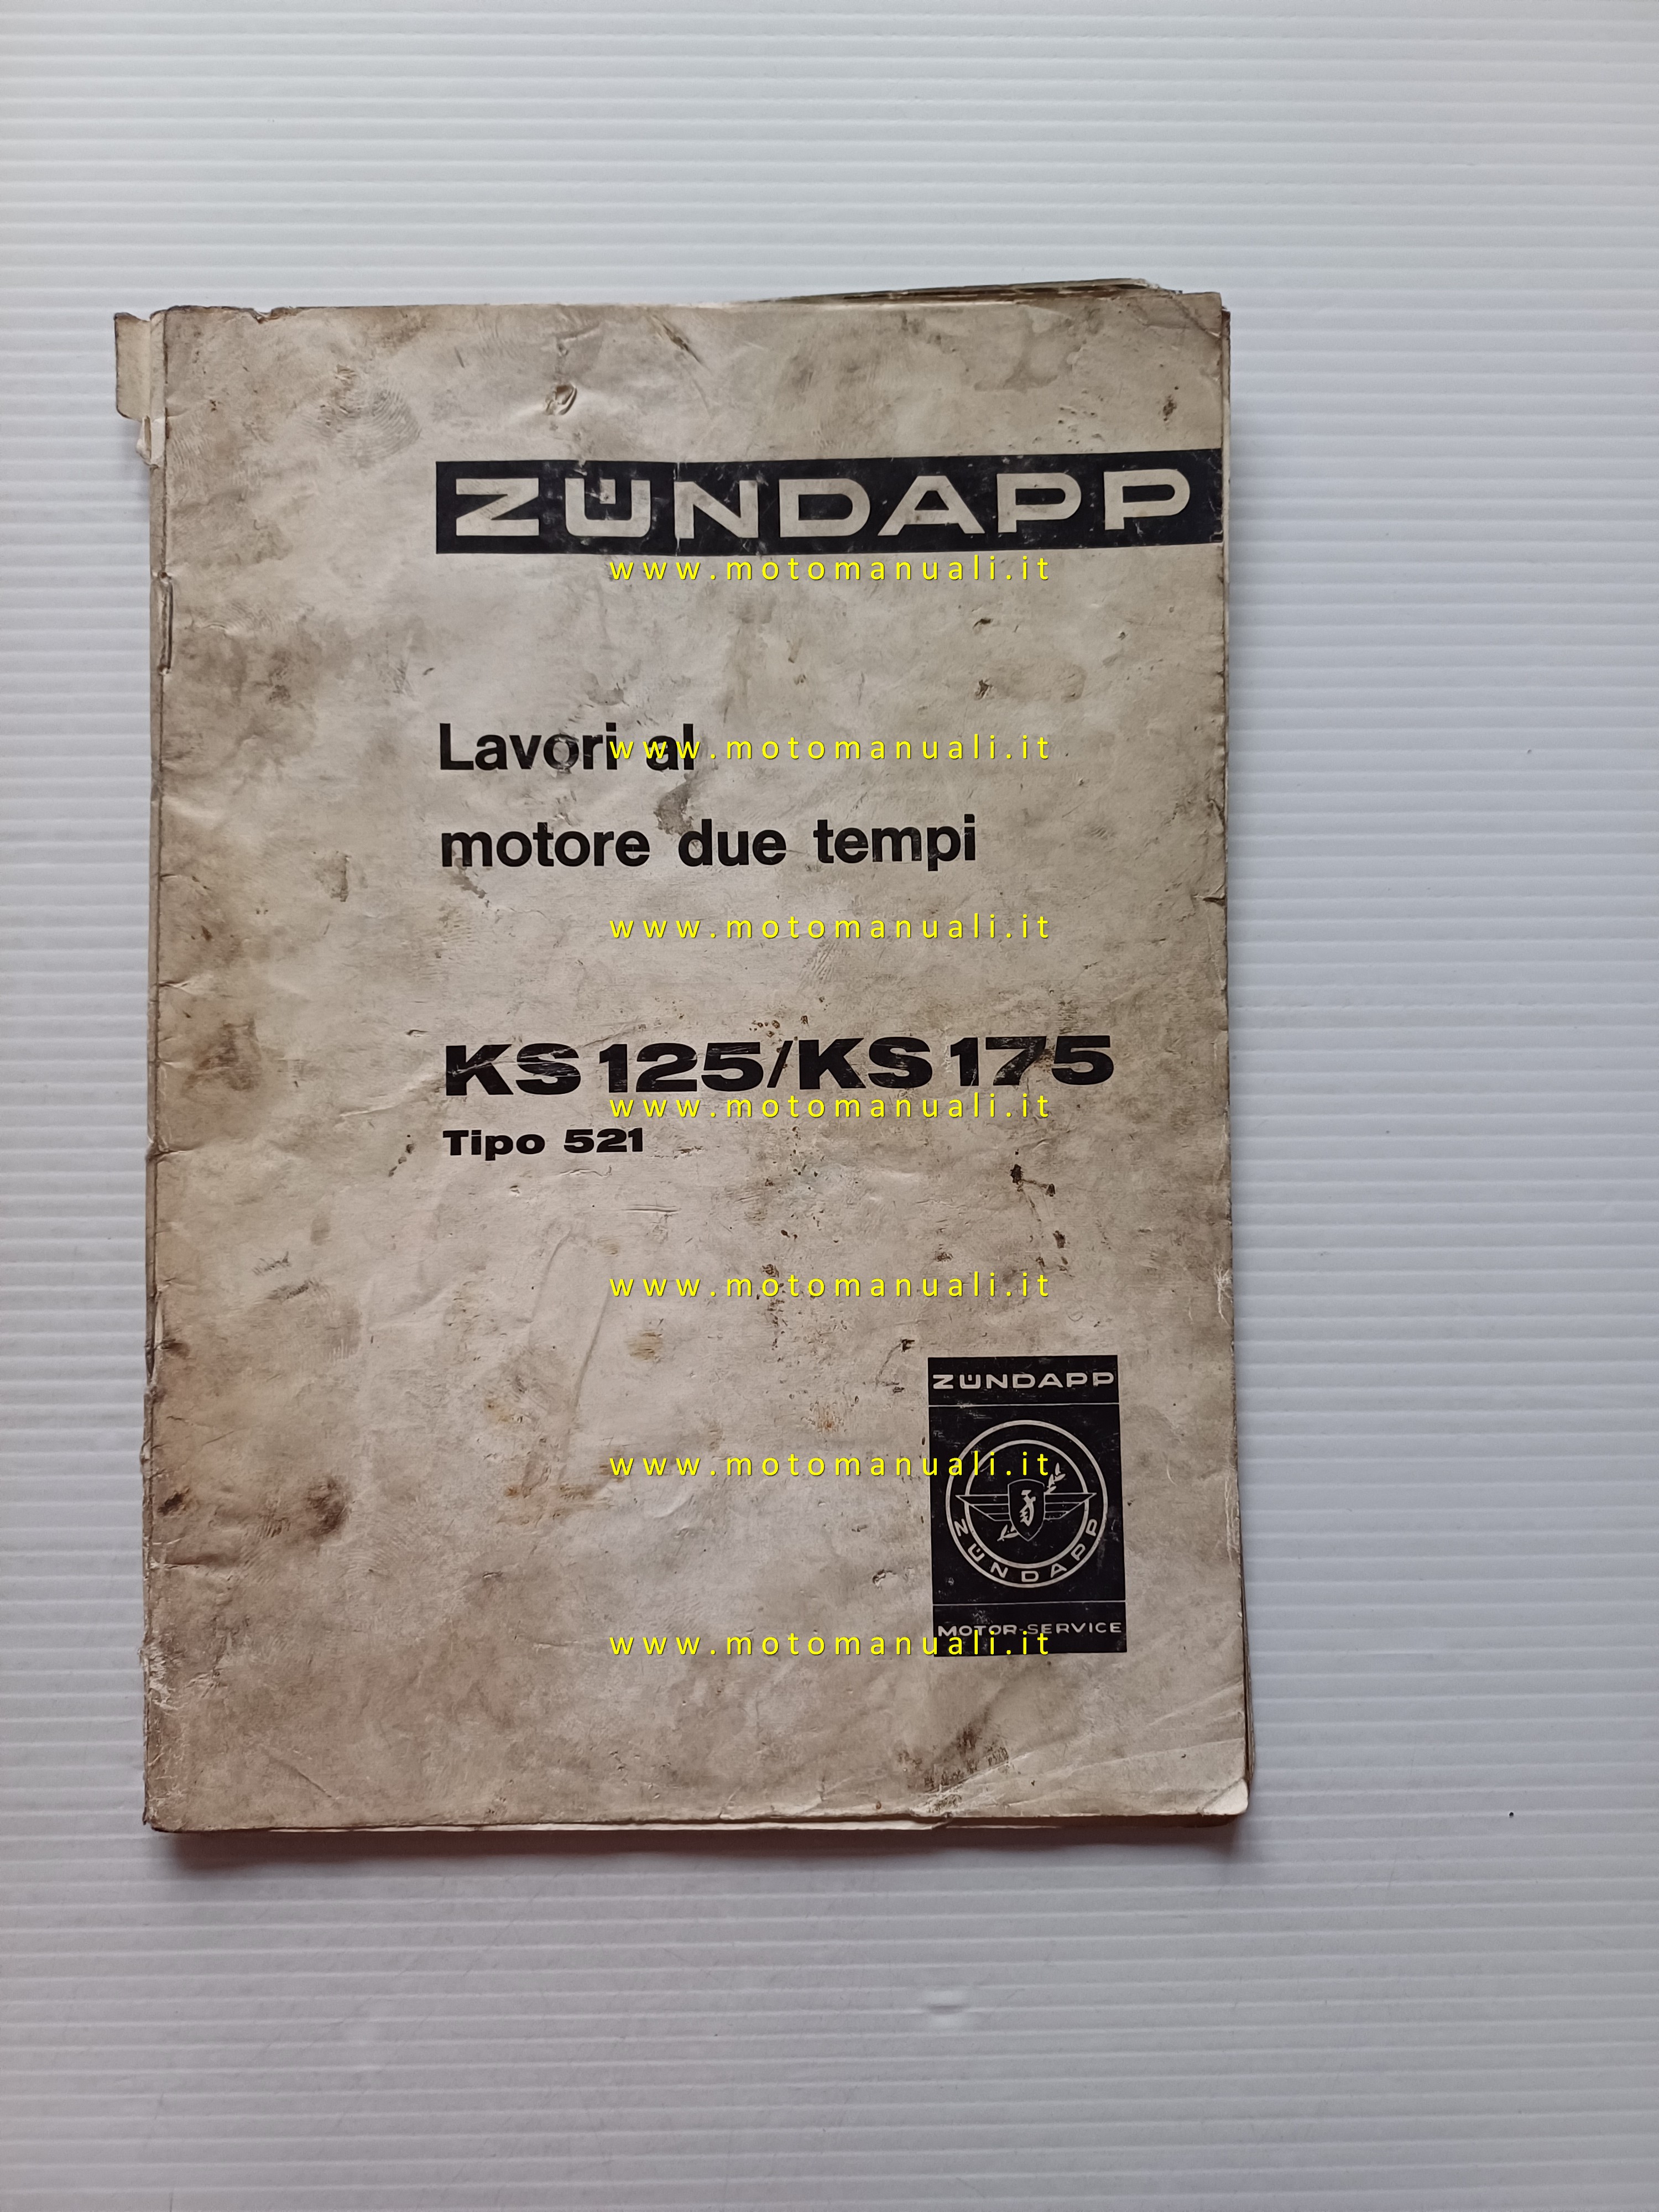 ZÜNDAPP
www.motomanuali.it
Lavori al
www.motomanuali.it
motore due tempi
www.motomanuali.it
KS 125/KS 175
www.motomanuali.it
Tipo 521
www.motomanuali.it
ZÜNDAPP
www.motomanuali.it
ZÜNDAPP
MOTOR-SERVICE
www.motomanuali.it